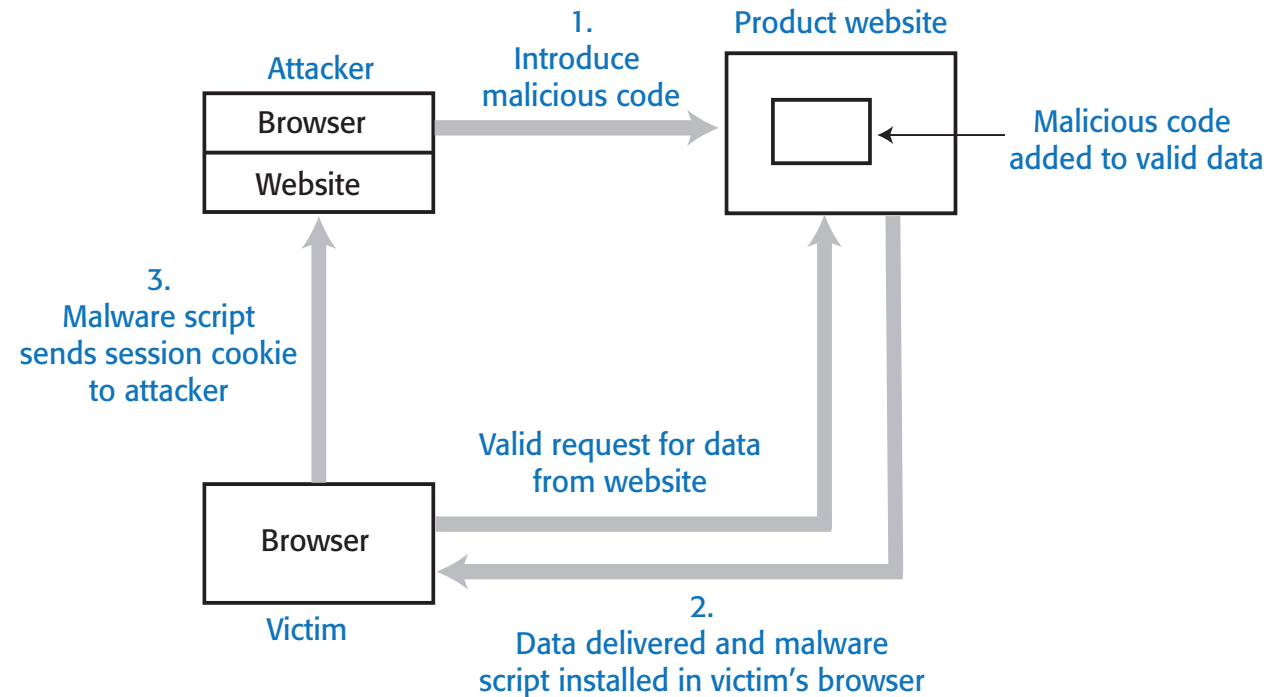 1.
Introduce
malicious code
Product website
Attacker
Browser
Website
Malicious code
added to valid data
3.
Malware script
sends session cookie
to attacker
Valid request for data
from website
Browser
Victim
2.
Data delivered and malware
script installed in victim’s browser